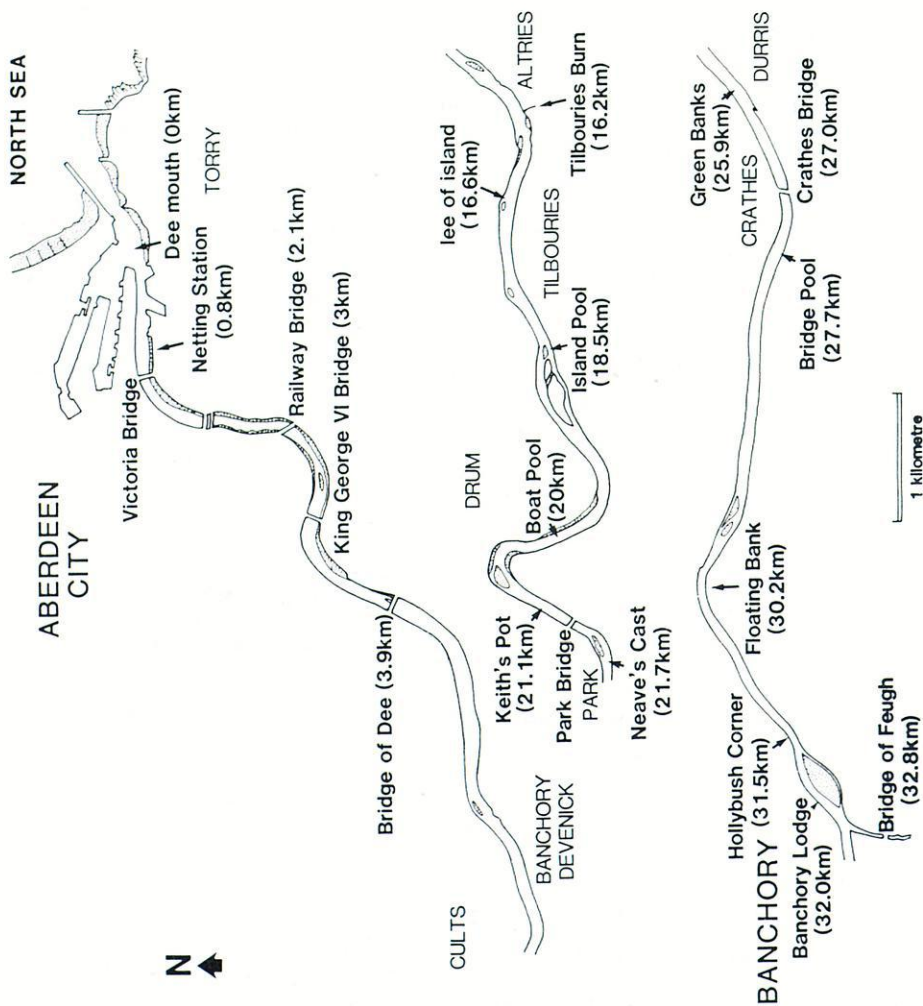 NORTH SEA
ABERDEEN
CITY
Dee mouth (0km)
TORRY
Netting Station
(0.8km)
Victoria Bridge
Railway Bridge (2.1km)
King George VI Bridge (3km)
Bridge of Dee (3.9km)
N
CULTS
BANCHORY
DEVENICK
ALTRIES
Tilbouries Burn
(16.2km)
lee of island
(16.6km)
TILBOURIES
Island Pool
(18.5km)
DRUM
Boat Pool
(20km)
Keith's Pot
(21.1km)
Park Bridge
PARK
Neave's Cast
(21.7km)
DURRIS
Green Banks
(25.9km)
CRATHES
Crathes Bridge
(27.0km)
Bridge Pool
(27.7km)
Floating Bank
(30.2km)
Hollybush Corner
(31.5km)
BANCHORY
Banchory Lodge
(32.0km)
Bridge of Feugh
(32.8km)
1 kilometre